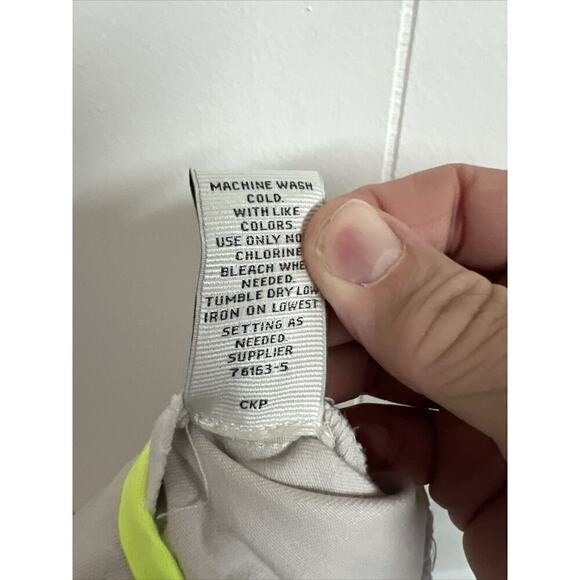 MACHINE WASH
COLD.
WITH LIKE
COLORS
USE ONLY
CHLORINE
BLEACH
NEEDED.
TUMBLE DRY LOW
IRON ON LOWEST
SETTING AS
NEEDED.
SUPPLIER
76163-5
CKP